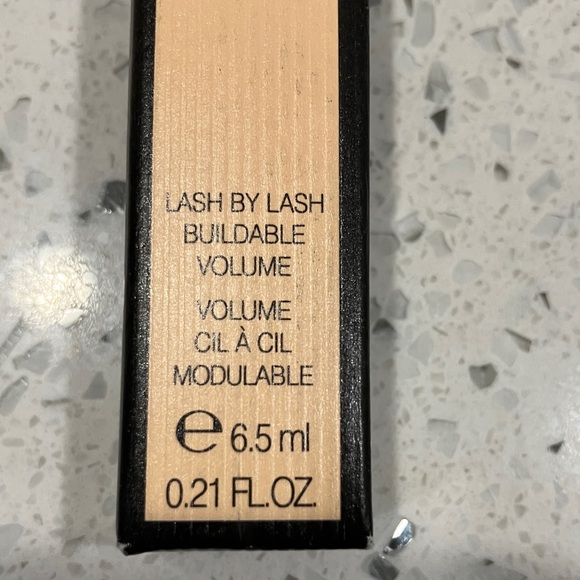 LASH BY LASH
BUILDABLE
VOLUME
VOLUME
CIL À CIL
MODULABLE
℮ 6.5 ml
0.21 FL.OZ.